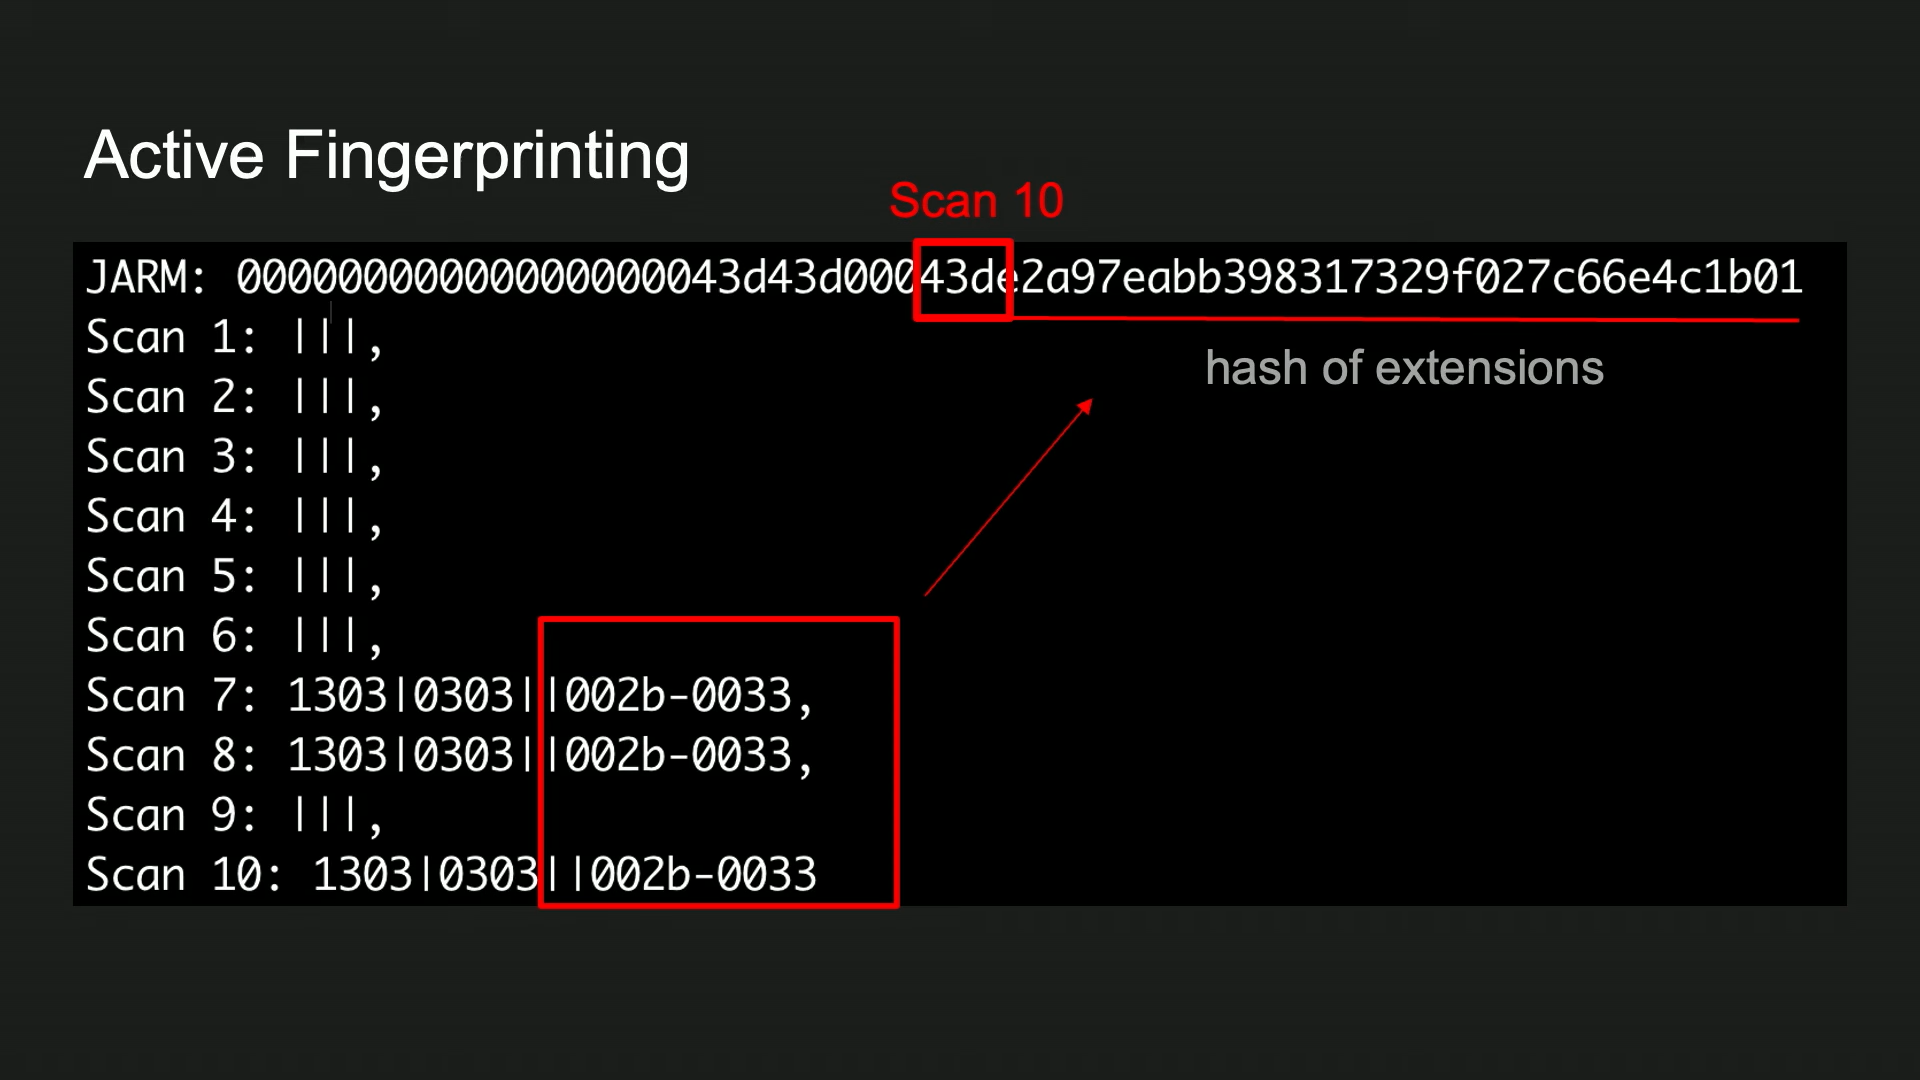 Active Fingerprinting
Scan 10
JARM: 00000000000000000043d43d00043de2a97eabb398317329f027c66e4c1b01
Scan 1: |||,
hash of extensions
Scan 2: |||,
Scan 3: |||,
Scan 4: |||,
Scan 5: |||,
Scan 6: |||,
Scan 7: 1303|0303||002b-0033,
Scan 8: 1303|0303||002b-0033,
Scan 9: |||,
Scan 10: 1303|0303||002b-0033